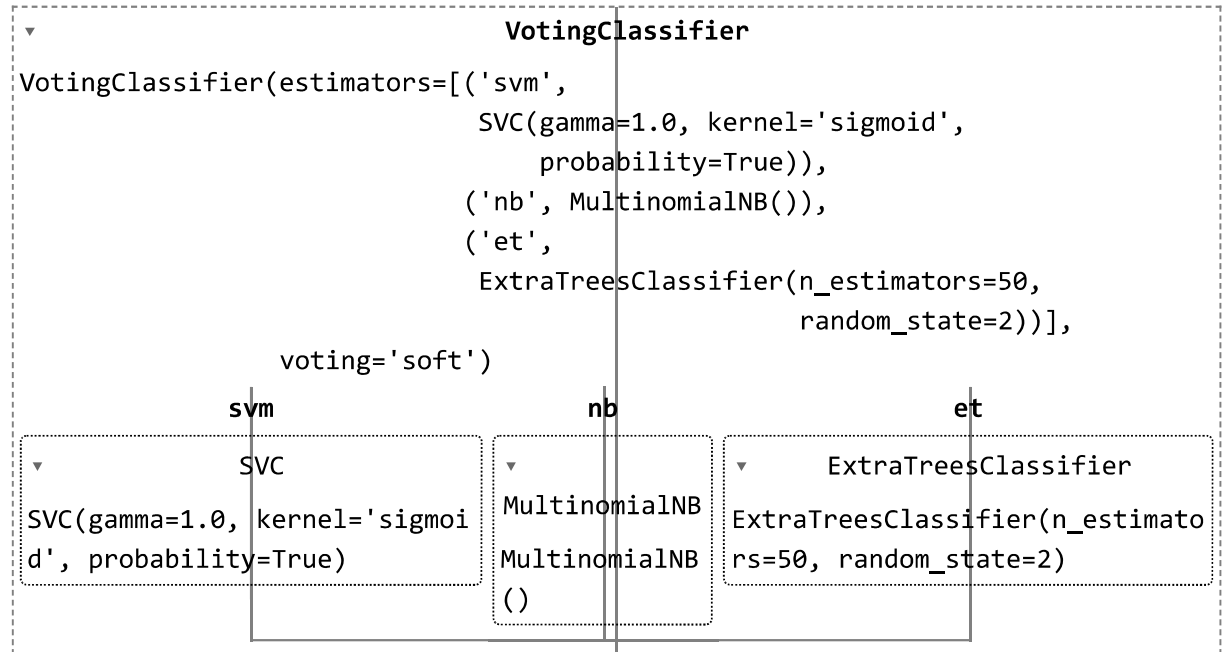 VotingClassifier
VotingClassifier(estimators=[('svm',
SVC(gamma=1.0, kernel='sigmoid',
probability=True)),
('nb', MultinomialNB()),
('et',
ExtraTreesClassifier(n_estimators=50,
random_state=2))],
voting='soft')
svm
nb
et
SVC
SVC(gamma=1.0, kernel='sigmoi
d', probability=True)
MultinomialNB
MultinomialNB
()
ExtraTreesClassifier
ExtraTreesClassifier(n_estimato
rs=50, random_state=2)